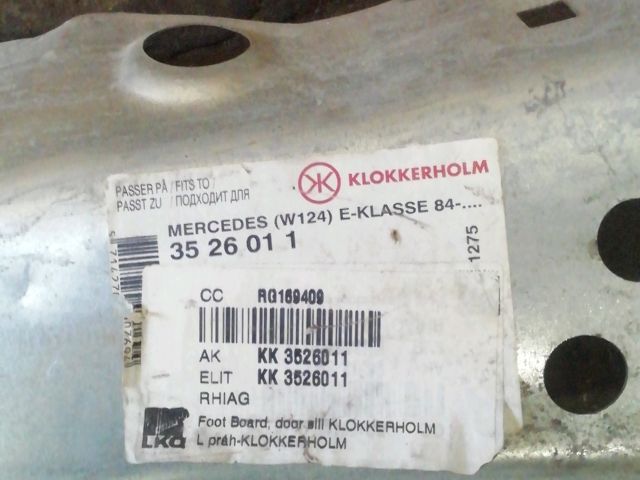 KLOKKERHOLM
PASSER PÅ / FITS TO
PASST ZU / ПОДХОДИТ ДЛЯ
MERCEDES (W124) E-KLASSE 84-....
35 26 01 1
1275
CC RG169409
AK KK 3526011
ELIT KK 3526011
RHIAG
LKQ
Foot Board, door sill KLOKKERHOLM
L práh-KLOKKERHOLM